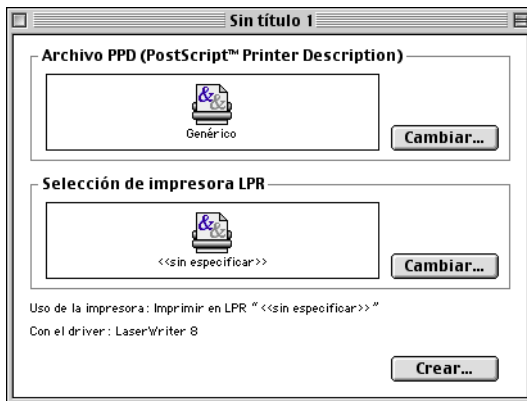 Sin título 1
Archivo PPD (PostScript™ Printer Description)
Genérico
Cambiar...
Selección de impresora LPR
<<sin especificar>>
Cambiar...
Uso de la impresora: Imprimir en LPR “<<sin especificar>>”
Con el driver: LaserWriter 8
Crear...